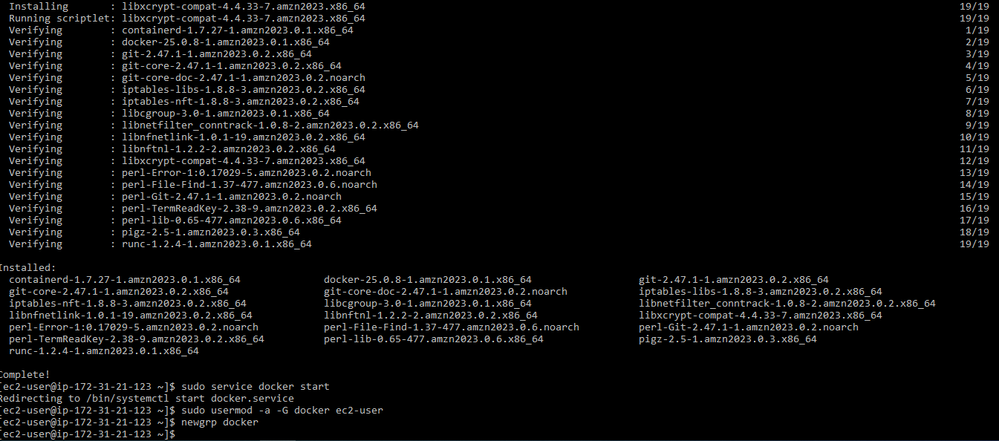 Installing : libxcrypt-compat-4.4.33-7.amzn2023.x86_64 19/19
Running scriptlet: libxcrypt-compat-4.4.33-7.amzn2023.x86_64 19/19
Verifying : containerd-1.7.27-1.amzn2023.0.1.x86_64 1/19
Verifying : docker-25.0.8-1.amzn2023.0.1.x86_64 2/19
Verifying : git-2.47.1-1.amzn2023.0.2.x86_64 3/19
Verifying : git-core-2.47.1-1.amzn2023.0.2.x86_64 4/19
Verifying : git-core-doc-2.47.1-1.amzn2023.0.2.noarch 5/19
Verifying : iptables-libs-1.8.8-3.amzn2023.0.2.x86_64 6/19
Verifying : iptables-nft-1.8.8-3.amzn2023.0.2.x86_64 7/19
Verifying : libcgroup-3.0-1.amzn2023.0.1.x86_64 8/19
Verifying : libnetfilter_conntrack-1.0.8-2.amzn2023.0.2.x86_64 9/19
Verifying : libnfnetlink-1.0.1-19.amzn2023.0.2.x86_64 10/19
Verifying : libnftnl-1.2.2-2.amzn2023.0.2.x86_64 11/19
Verifying : libxcrypt-compat-4.4.33-7.amzn2023.x86_64 12/19
Verifying : perl-Error-1:0.17029-5.amzn2023.0.2.noarch 13/19
Verifying : perl-File-Find-1.37-477.amzn2023.0.6.noarch 14/19
Verifying : perl-Git-2.47.1-1.amzn2023.0.2.noarch 15/19
Verifying : perl-TermReadKey-2.38-9.amzn2023.0.2.x86_64 16/19
Verifying : perl-lib-0.65-477.amzn2023.0.6.x86_64 17/19
Verifying : pigz-2.5-1.amzn2023.0.3.x86_64 18/19
Verifying : runc-1.2.4-1.amzn2023.0.1.x86_64 19/19
Installed:
containerd-1.7.27-1.amzn2023.0.1.x86_64 docker-25.0.8-1.amzn2023.0.1.x86_64 git-2.47.1-1.amzn2023.0.2.x86_64
git-core-2.47.1-1.amzn2023.0.2.x86_64 git-core-doc-2.47.1-1.amzn2023.0.2.noarch iptables-libs-1.8.8-3.amzn2023.0.2.x86_64
iptables-nft-1.8.8-3.amzn2023.0.2.x86_64 libcgroup-3.0-1.amzn2023.0.1.x86_64 libnetfilter_conntrack-1.0.8-2.amzn2023.0.2.x86_64
libnfnetlink-1.0.1-19.amzn2023.0.2.x86_64 libnftnl-1.2.2-2.amzn2023.0.2.x86_64 libxcrypt-compat-4.4.33-7.amzn2023.x86_64
perl-Error-1:0.17029-5.amzn2023.0.2.noarch perl-File-Find-1.37-477.amzn2023.0.6.noarch perl-Git-2.47.1-1.amzn2023.0.2.noarch
perl-TermReadKey-2.38-9.amzn2023.0.2.x86_64 perl-lib-0.65-477.amzn2023.0.6.x86_64 pigz-2.5-1.amzn2023.0.3.x86_64
runc-1.2.4-1.amzn2023.0.1.x86_64
Complete!
[ec2-user@ip-172-31-21-123 ~]$ sudo service docker start
Redirecting to /bin/systemctl start docker.service
[ec2-user@ip-172-31-21-123 ~]$ sudo usermod -a -G docker ec2-user
[ec2-user@ip-172-31-21-123 ~]$ newgrp docker
[ec2-user@ip-172-31-21-123 ~]$